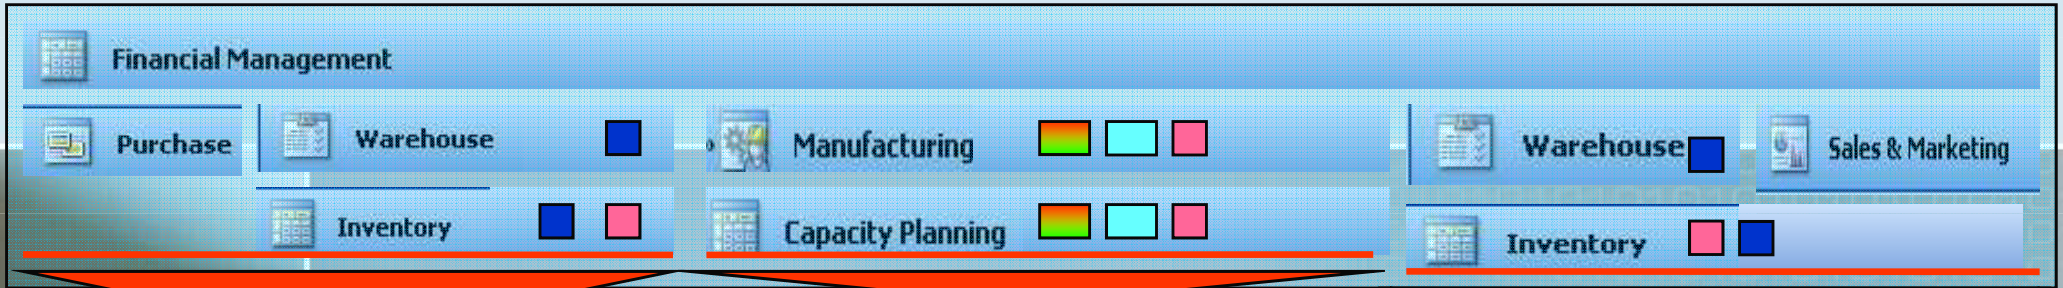 Financial Management
Purchase
Warehouse
Manufacturing
Warehouse
Sales & Marketing
Inventory
Capacity Planning
Inventory